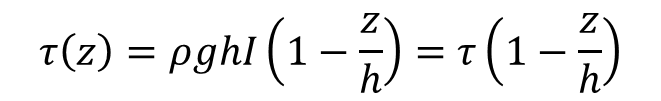 τ(z) = ρghI (1 − z/h) = τ (1 − z/h)